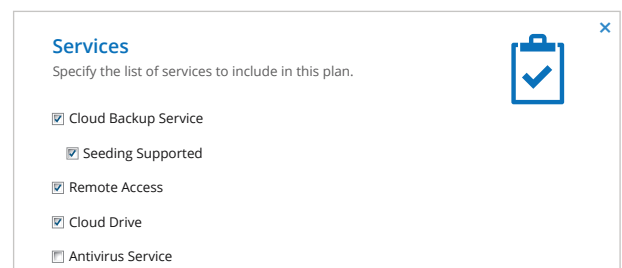 Services
Specify the list of services to include in this plan.
Cloud Backup Service
Seeding Supported
Remote Access
Cloud Drive
Antivirus Service